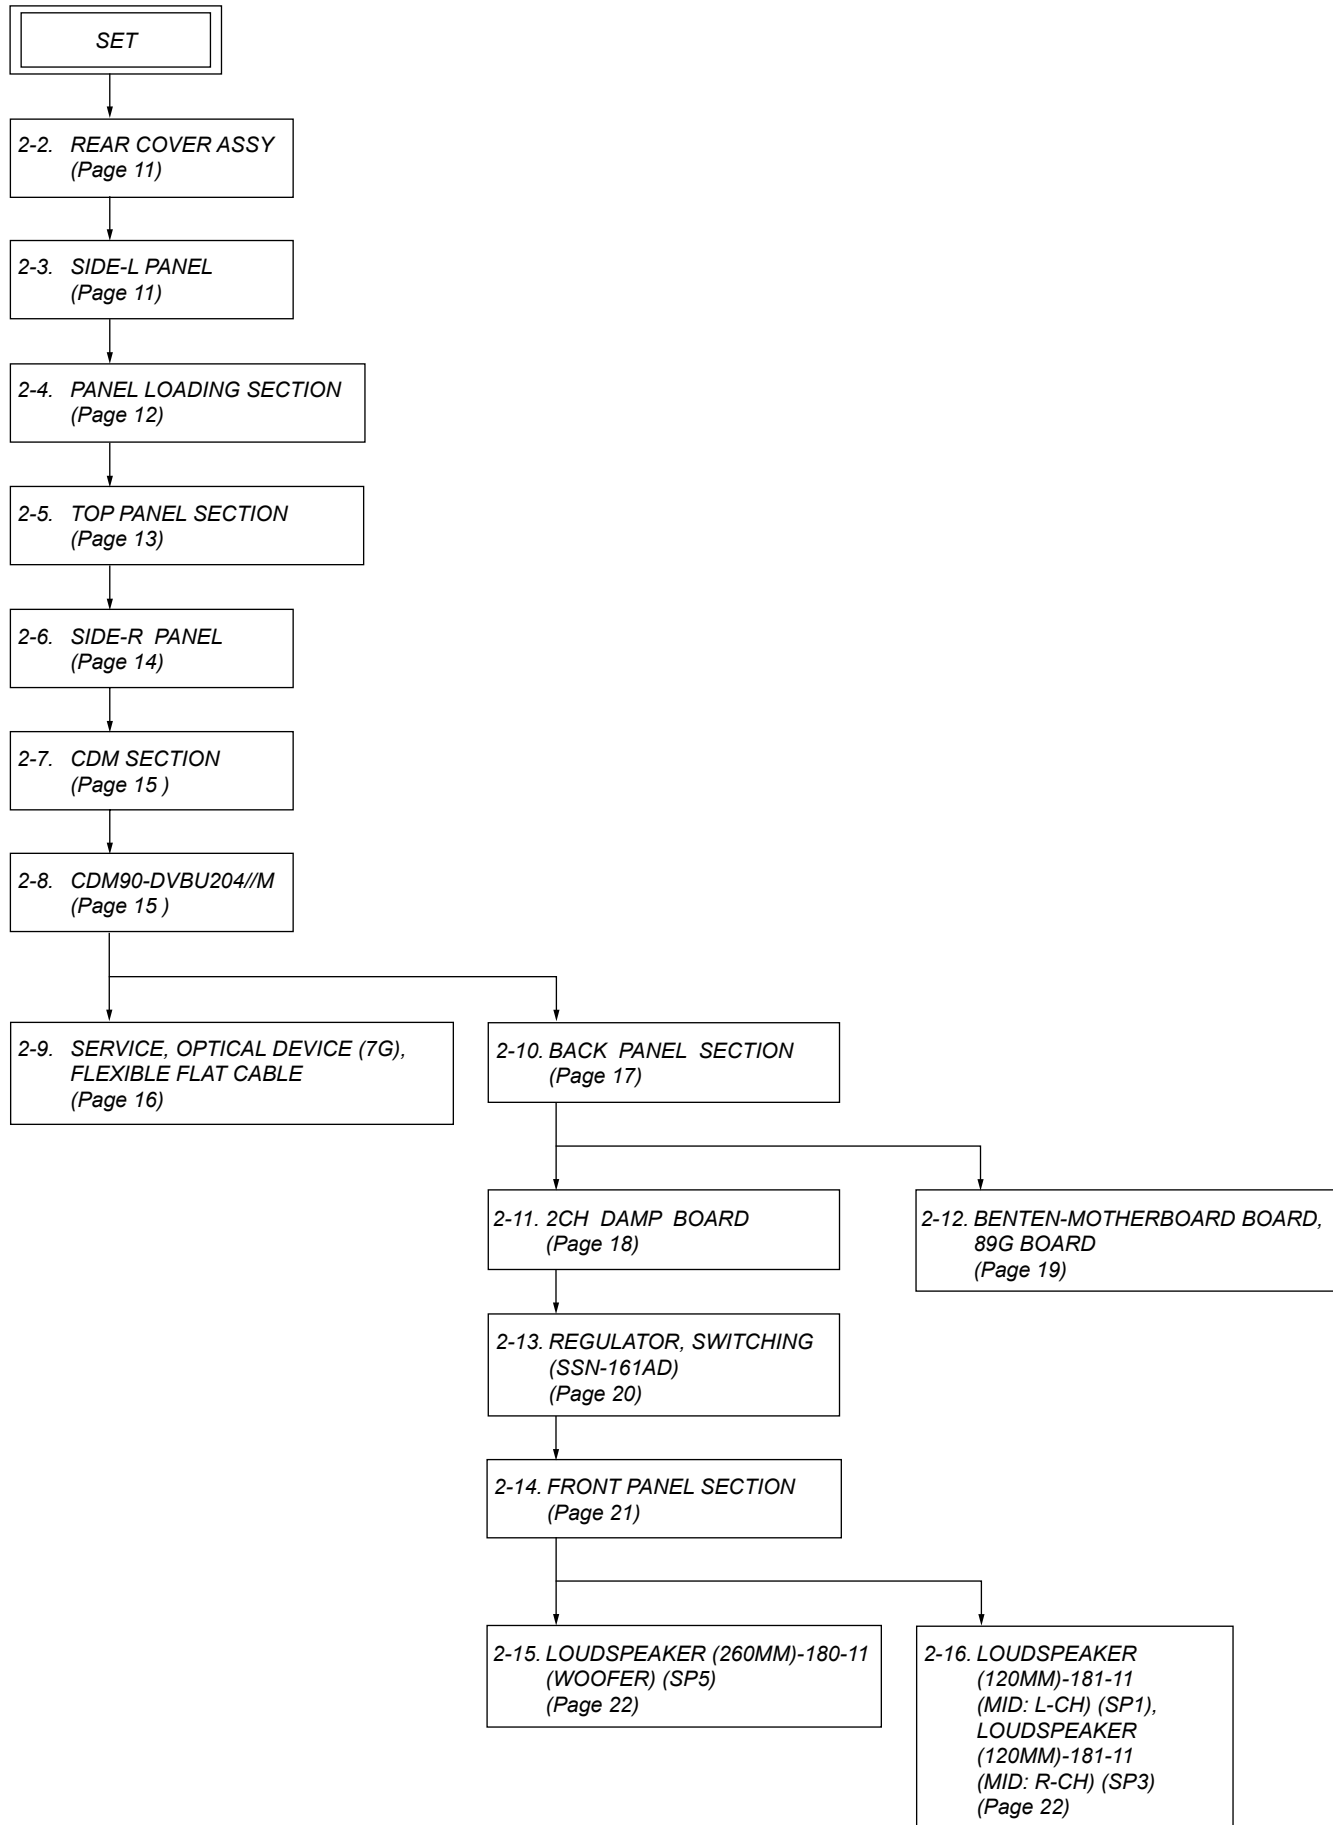 SET
2-2. REAR COVER ASSY
(Page 11)
2-3. SIDE-L PANEL
(Page 11)
2-4. PANEL LOADING SECTION
(Page 12)
2-5. TOP PANEL SECTION
(Page 13)
2-6. SIDE-R PANEL
(Page 14)
2-7. CDM SECTION
(Page 15 )
2-8. CDM90-DVBU204//M
(Page 15 )
2-9. SERVICE, OPTICAL DEVICE (7G),
FLEXIBLE FLAT CABLE
(Page 16)
2-10. BACK PANEL SECTION
(Page 17)
2-11. 2CH DAMP BOARD
(Page 18)
2-12. BENTEN-MOTHERBOARD BOARD,
89G BOARD
(Page 19)
2-13. REGULATOR, SWITCHING
(SSN-161AD)
(Page 20)
2-14. FRONT PANEL SECTION
(Page 21)
2-15. LOUDSPEAKER (260MM)-180-11
(WOOFER) (SP5)
(Page 22)
2-16. LOUDSPEAKER
(120MM)-181-11
(MID: L-CH) (SP1),
LOUDSPEAKER
(120MM)-181-11
(MID: R-CH) (SP3)
(Page 22)